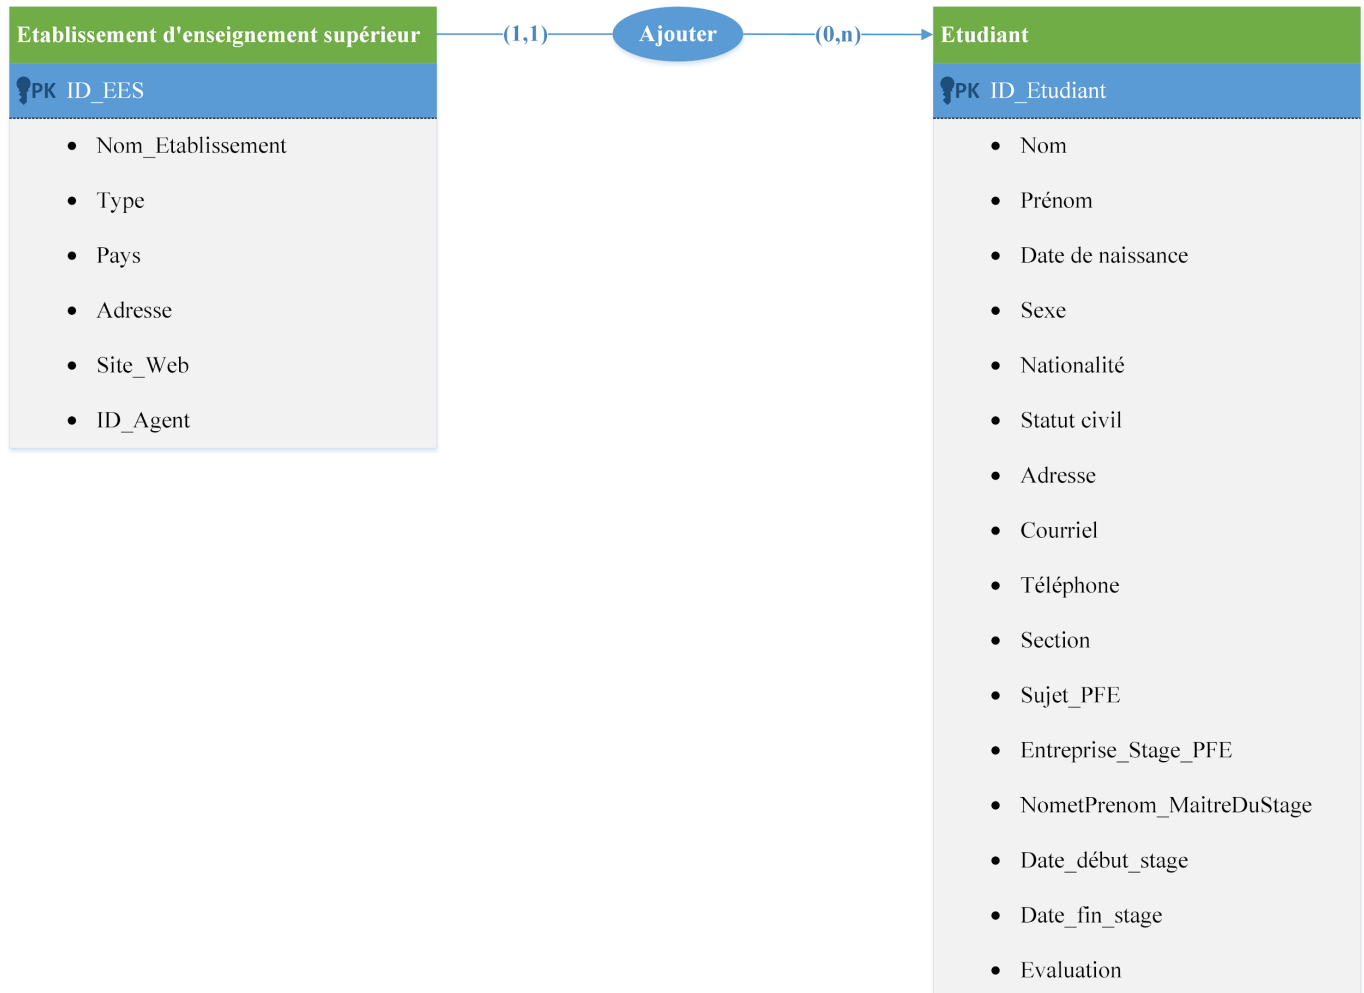 Etablissement d'enseignement supérieur
(1,1)
Ajouter
(0,n)
Etudiant
PK ID_EES
• Nom_Etablissement
• Type
• Pays
• Adresse
• Site_Web
• ID_Agent
PK ID_Etudiant
• Nom
• Prénom
• Date de naissance
• Sexe
• Nationalité
• Statut civil
• Adresse
• Courriel
• Téléphone
• Section
• Sujet_PFE
• Entreprise_Stage_PFE
• NometPrenom_MaitreDuStage
• Date_début_stage
• Date_fin_stage
• Evaluation